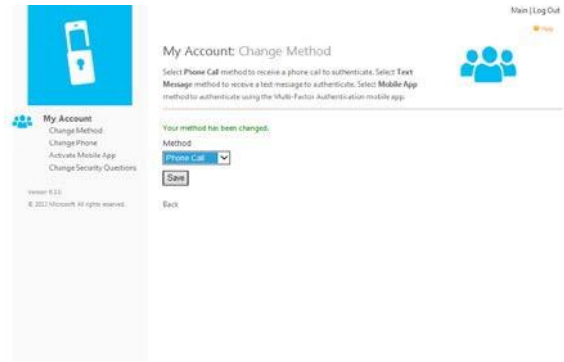 Main | Log Out
Help
My Account: Change Method
Select Phone Call method to receive a phone call to authenticate. Select Text
Message method to receive a text message to authenticate. Select Mobile App
method to authenticate using the Multi-Factor Authentication mobile app.
My Account
Change Method
Change Phone
Activate Mobile App
Change Security Questions
Version
© Microsoft. All rights reserved.
Your method has been changed.
Method
Phone Call
Save
Back